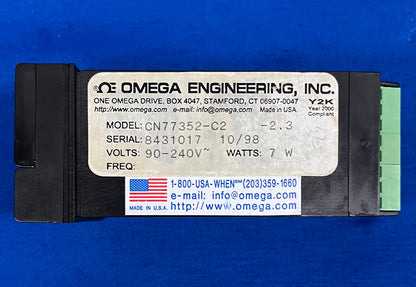 OMEGA ENGINEERING, INC.
ONE OMEGA DRIVE, BOX 4047, STAMFORD, CT 06907-0047
http://www.omega.com e-mail: info@omega.com Made in USA.
Y2K
Year 2000
Compliant
MODEL: CN77352-C2 -2.3
SERIAL: 8431017 10/98
VOLTS: 90-240V~ WATTS: 7 W
FREQ:
MADE IN U.S.A.
1-800-USA-WHEN (203)359-1660
e-mail: info@omega.com
http://www.omega.com